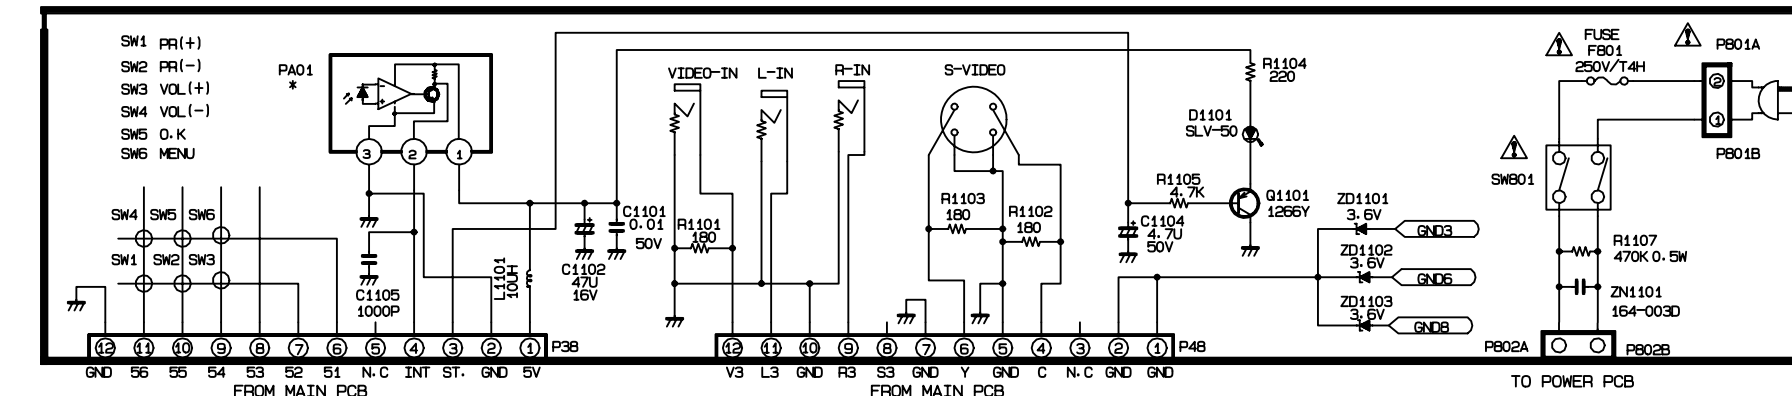 SW1 PR(+)
SW2 PR(-)
SW3 VOL(+)
SW4 VOL(-)
SW5 O.K
SW6 MENU
PA01
*
3 2 1
SW4 SW5 SW6
SW1 SW2 SW3
C1105
1000P
L1101
10UH
C1102
47U
16V
C1101
0.01
50V
VIDEO-IN L-IN R-IN S-VIDEO
R1101
180
R1103
180
R1102
180
R1104
220
D1101
SLV-50
R1105
4.7K
C1104
4.7U
50V
Q1101
1266Y
ZD1101
3.6V
GND3
ZD1102
3.6V
GND6
ZD1103
3.6V
GND8
FUSE
F801
250V/T4H
P801A
2
1
P801B
SW801
R1107
470K 0.5W
ZN1101
164-003D
12 11 10 9 8 7 6 5 4 3 2 1 P38
GND 56 55 54 53 52 51 N.C INT ST. GND 5V
FROM MAIN PCB
12 11 10 9 8 7 6 5 4 3 2 1 P48
V3 L3 GND R3 S3 GND Y GND C N.C GND GND
FROM MAIN PCB
P802A P802B
TO POWER PCB